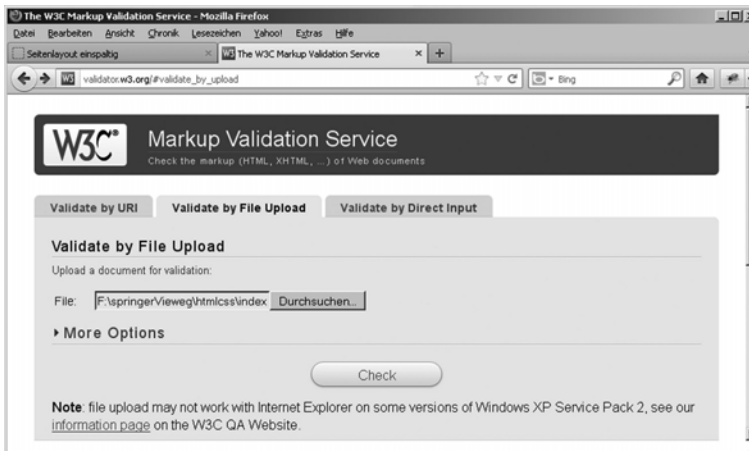 The W3C Markup Validation Service - Mozilla Firefox
Datei Bearbeiten Ansicht Chronik Lesezeichen Yahoo! Extras Hilfe
Seitenlayout einspaltig × W3C The W3C Markup Validation Service × +
W3 validator.w3.org/#validate_by_upload Bing
W3C® Markup Validation Service
Check the markup (HTML, XHTML, ...) of Web documents
Validate by URI Validate by File Upload Validate by Direct Input
Validate by File Upload
Upload a document for validation:
File: F:\springerVieweg\htmlcss\index Durchsuchen...
More Options
Check
Note: file upload may not work with Internet Explorer on some versions of Windows XP Service Pack 2, see our
information page on the W3C QA Website.